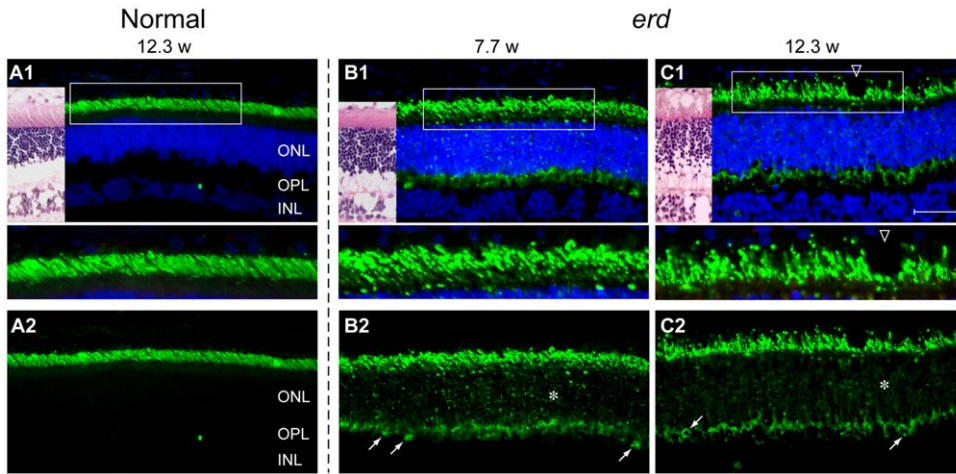 Normal erd
12.3 w 7.7 w 12.3 w
A1 B1 C1
ONL
OPL
INL
A2 B2 C2
*
*
ONL
OPL
INL